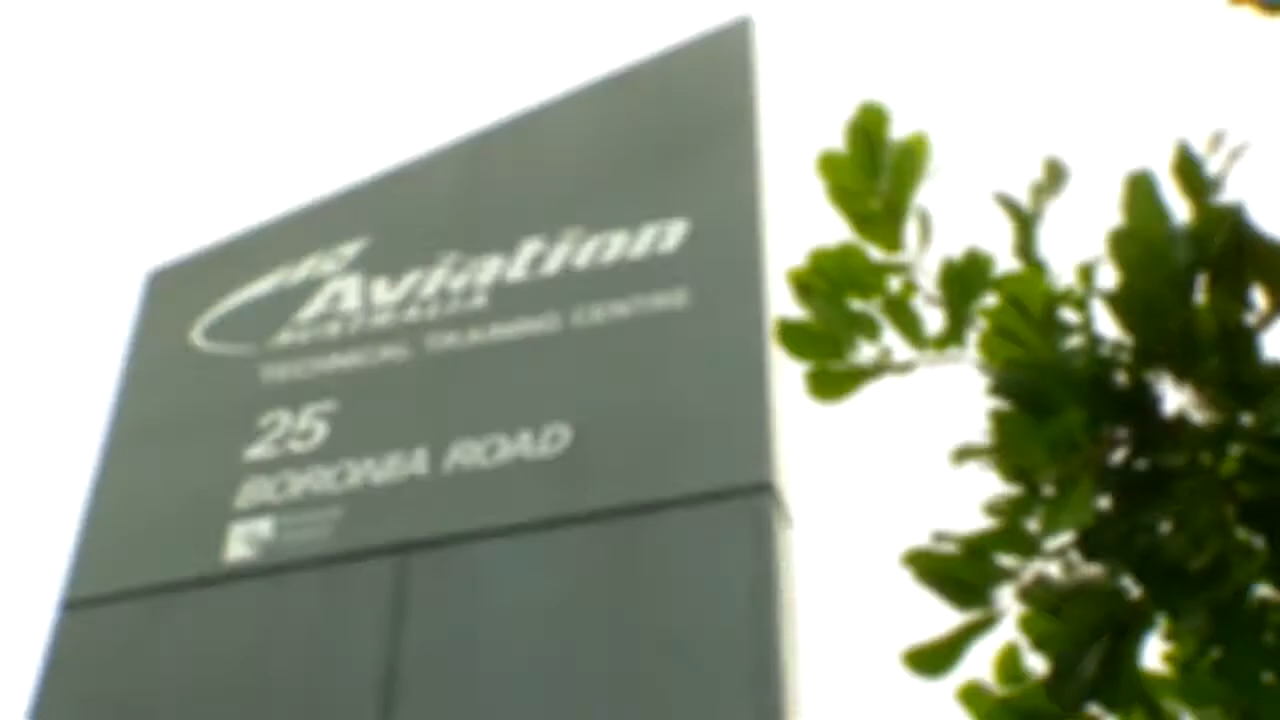 Aviation
AUSTRALIA
TECHNICAL TRAINING CENTRE
25
BORONIA ROAD